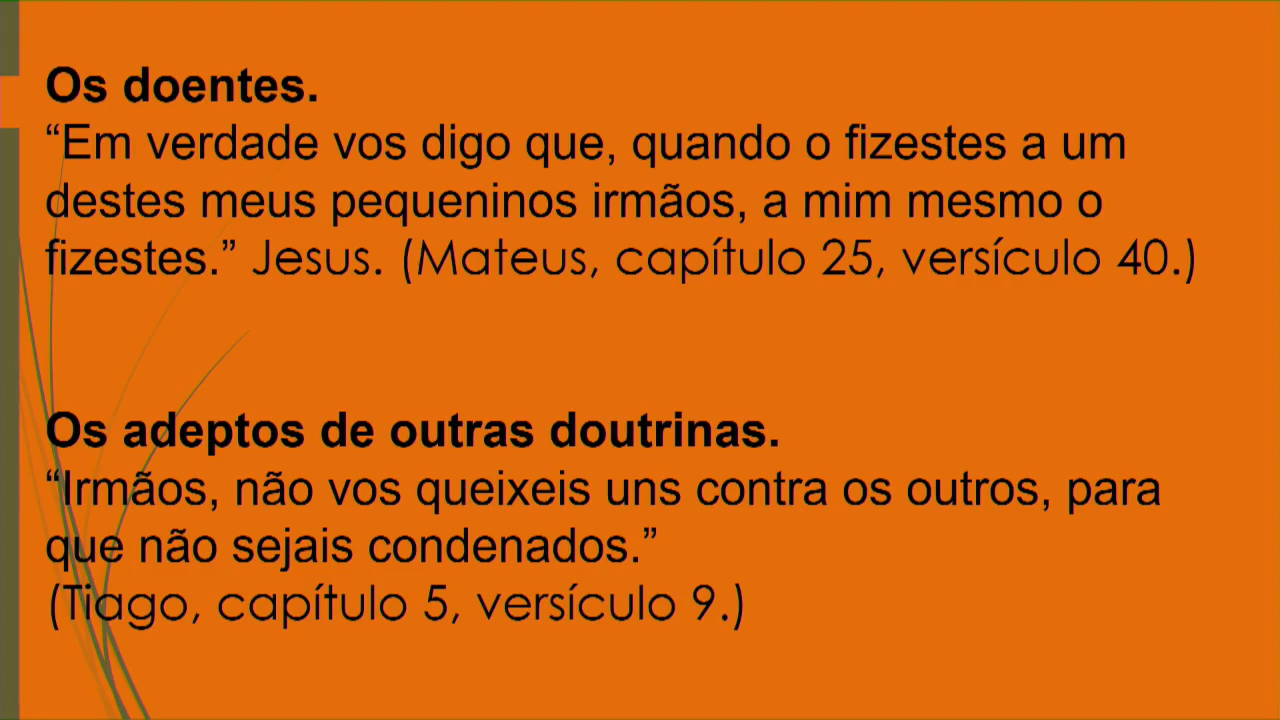 Os doentes.
“Em verdade vos digo que, quando o fizestes a um
destes meus pequeninos irmãos, a mim mesmo o
fizestes.” Jesus. (Mateus, capítulo 25, versículo 40.)
Os adeptos de outras doutrinas.
“Irmãos, não vos queixeis uns contra os outros, para
que não sejais condenados.”
(Tiago, capítulo 5, versículo 9.)